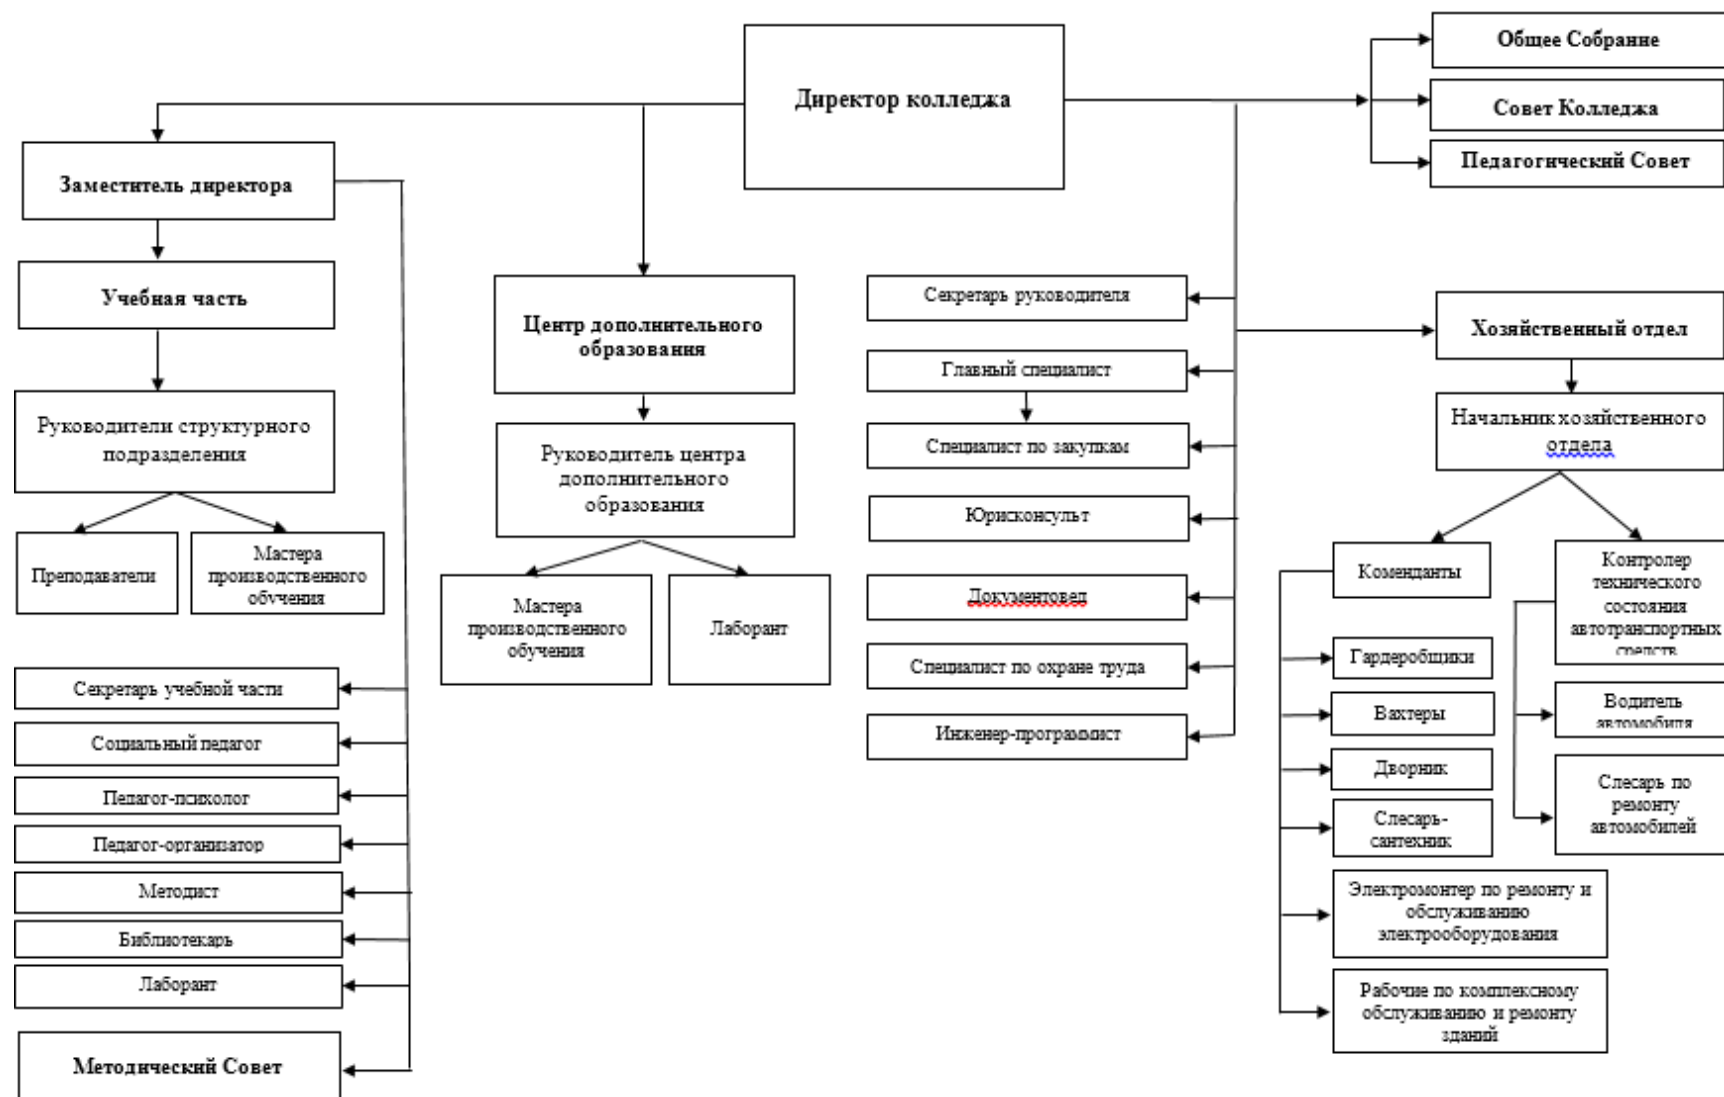 Директор колледжа
Общее Собрание
Совет Колледжа
Педагогический Совет
Заместитель директора
Учебная часть
Руководители структурного
подразделения
Преподаватели
Мастера
производственного
обучения
Секретарь учебной части
Социальный педагог
Педагог-психолог
Педагог-организатор
Методист
Библиотекарь
Лаборант
Методический Совет
Центр дополнительного
образования
Руководитель центра
дополнительного
образования
Мастера
производственного
обучения
Лаборант
Секретарь руководителя
Главный специалист
Специалист по закупкам
Юрисконсульт
Документовед
Специалист по охране труда
Инженер-программист
Хозяйственный отдел
Начальник хозяйственного
отдела
Коменданты
Гардеробщики
Вахтеры
Дворник
Слесарь-
сантехник
Электромонтер по ремонту и
обслуживанию
электрооборудования
Рабочие по комплексному
обслуживанию и ремонту
зданий
Контролер
технического
состояния
автотранспортных
средств
Водитель
автомобиля
Слесарь по
ремонту
автомобилей